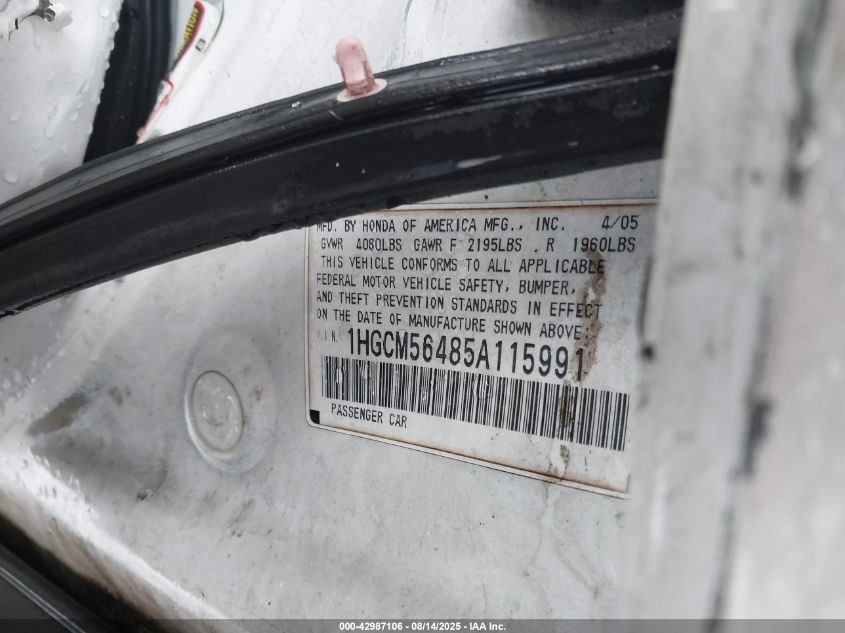 MFD. BY HONDA OF AMERICA MFG., INC. 4/05
GVWR 4080LBS GAWR F 2195LBS . R 1960LBS
THIS VEHICLE CONFORMS TO ALL APPLICABLE
FEDERAL MOTOR VEHICLE SAFETY, BUMPER,
AND THEFT PREVENTION STANDARDS IN EFFECT
ON THE DATE OF MANUFACTURE SHOWN ABOVE.
V.I.N. 1HGCM56485A115991
PASSENGER CAR
000-42987106 - 08/14/2025 - IAA Inc.